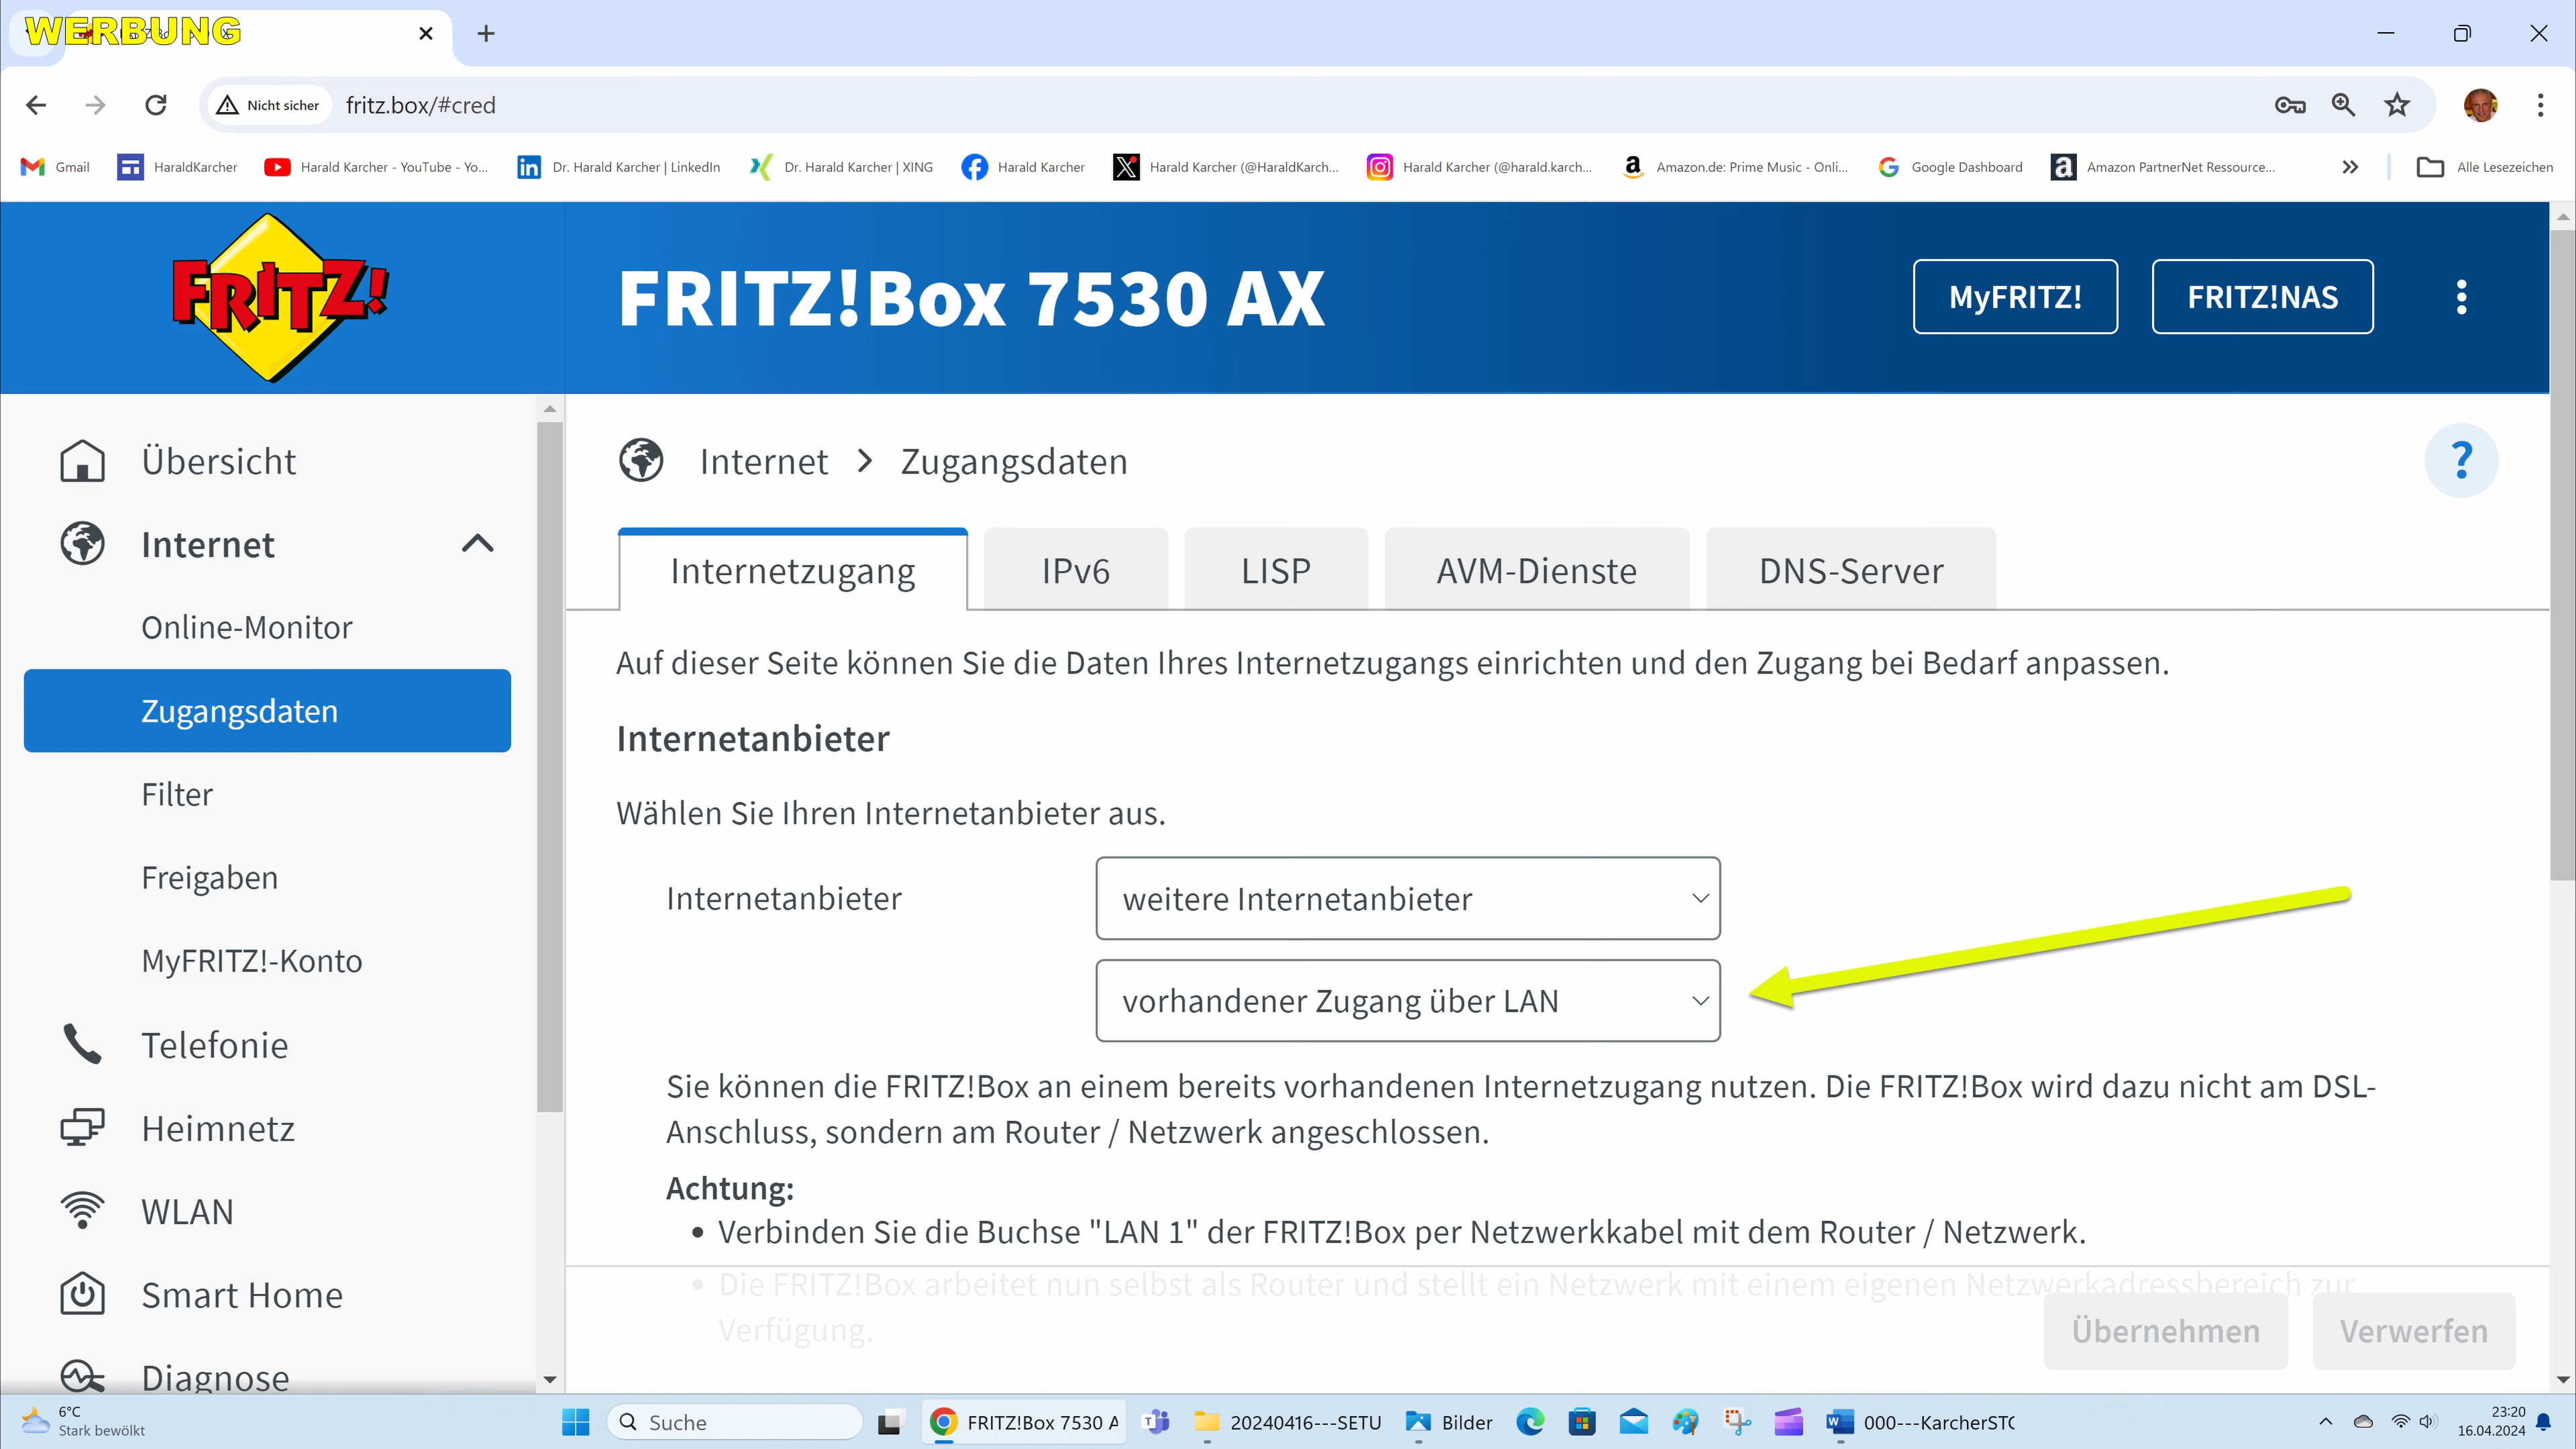 WERBUNG
Nicht sicher
fritz.box/#cred
Gmail
HaraldKarcher
Harald Karcher - YouTube - Yo...
Dr. Harald Karcher | LinkedIn
Dr. Harald Karcher | XING
Harald Karcher
Harald Karcher (@HaraldKarch...
Harald Karcher (@harald.karch...
Amazon.de: Prime Music - Onli...
Google Dashboard
Amazon PartnerNet Ressource...
Alle Lesezeichen
FRITZ!
FRITZ!Box 7530 AX
MyFRITZ!
FRITZ!NAS
Übersicht
Internet
Online-Monitor
Zugangsdaten
Filter
Freigaben
MyFRITZ!-Konto
Telefonie
Heimnetz
WLAN
Smart Home
Diagnose
Internet > Zugangsdaten
?
Internetzugang
IPv6
LISP
AVM-Dienste
DNS-Server
Auf dieser Seite können Sie die Daten Ihres Internetzugangs einrichten und den Zugang bei Bedarf anpassen.
Internetanbieter
Wählen Sie Ihren Internetanbieter aus.
Internetanbieter
weitere Internetanbieter
vorhandener Zugang über LAN
Sie können die FRITZ!Box an einem bereits vorhandenen Internetzugang nutzen. Die FRITZ!Box wird dazu nicht am DSL-
Anschluss, sondern am Router / Netzwerk angeschlossen.
Achtung:
• Verbinden Sie die Buchse "LAN 1" der FRITZ!Box per Netzwerkkabel mit dem Router / Netzwerk.
• Die FRITZ!Box arbeitet nun selbst als Router und stellt ein Netzwerk mit einem eigenen Netzwerkadressbereich zur
Verfügung.
Übernehmen
Verwerfen
6°C
Stark bewölkt
Suche
FRITZ!Box 7530 A
20240416---SETU
Bilder
000---KarcherSTO
23:20
16.04.2024